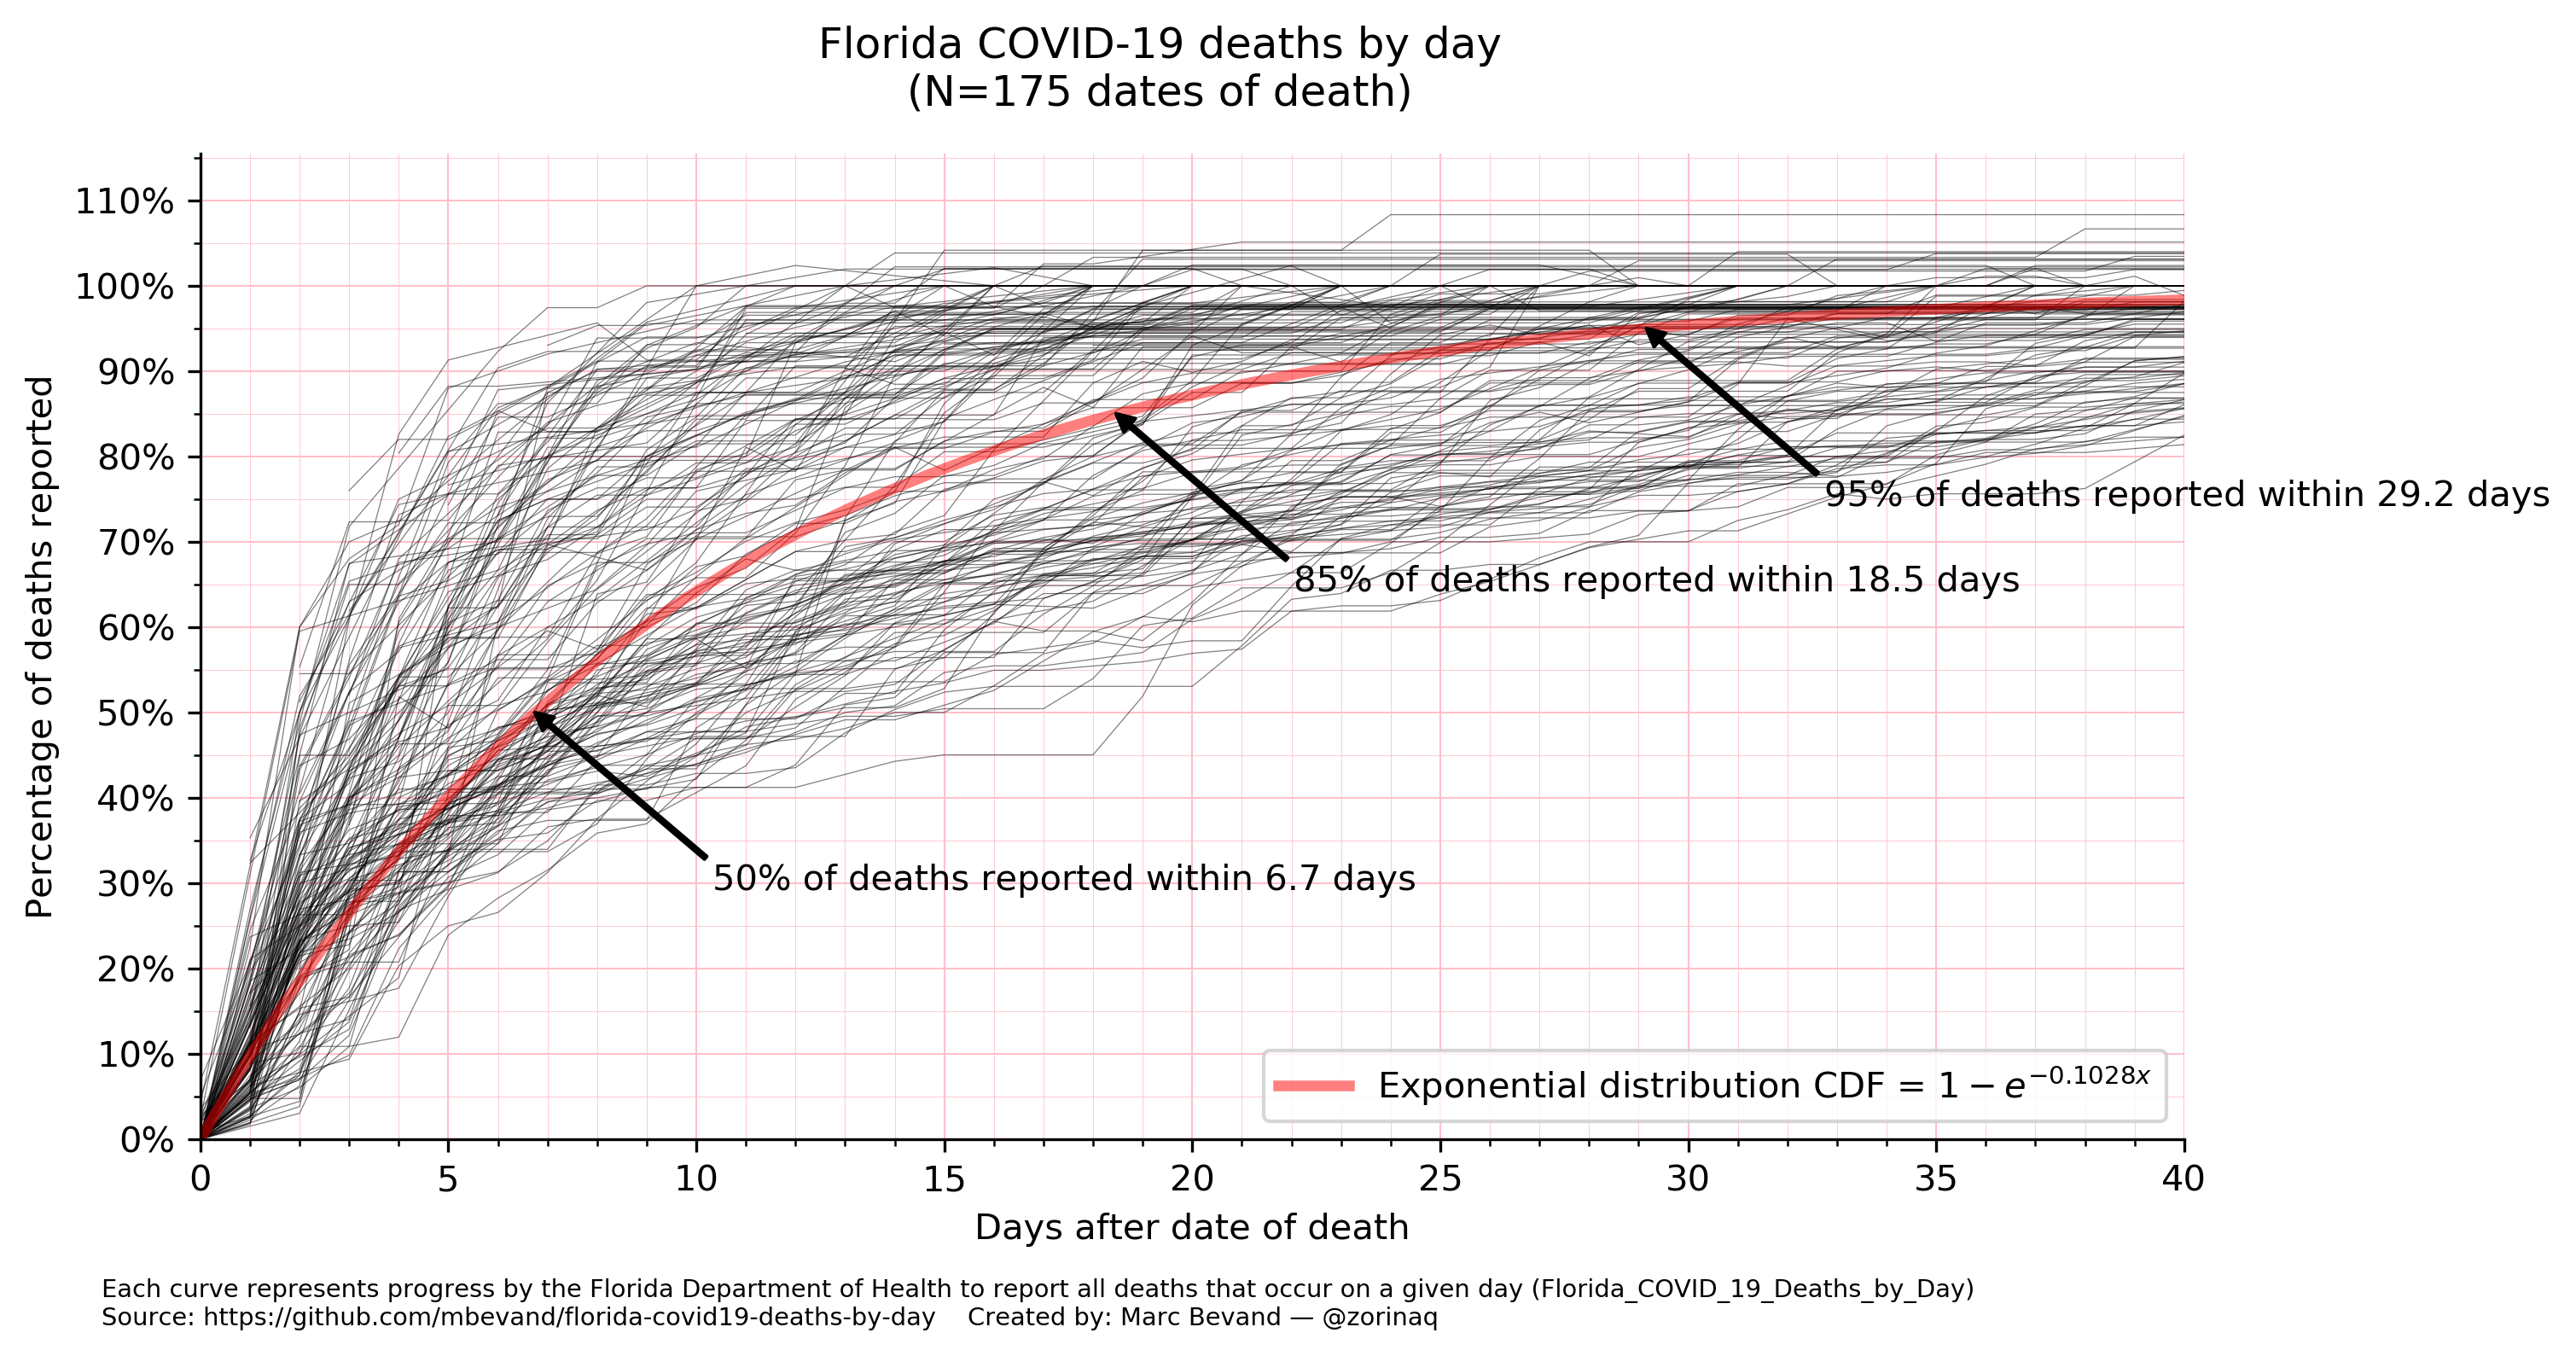 Florida COVID-19 deaths by day
(N=175 dates of death)
Percentage of deaths reported
110%
100%
90%
80%
70%
60%
50%
40%
30%
20%
10%
0%
95% of deaths reported within 29.2 days
85% of deaths reported within 18.5 days
50% of deaths reported within 6.7 days
Exponential distribution CDF = 1 − e^−0.1028x
0 5 10 15 20 25 30 35 40
Days after date of death
Each curve represents progress by the Florida Department of Health to report all deaths that occur on a given day (Florida_COVID_19_Deaths_by_Day)
Source: https://github.com/mbevand/florida-covid19-deaths-by-day    Created by: Marc Bevand — @zorinaq